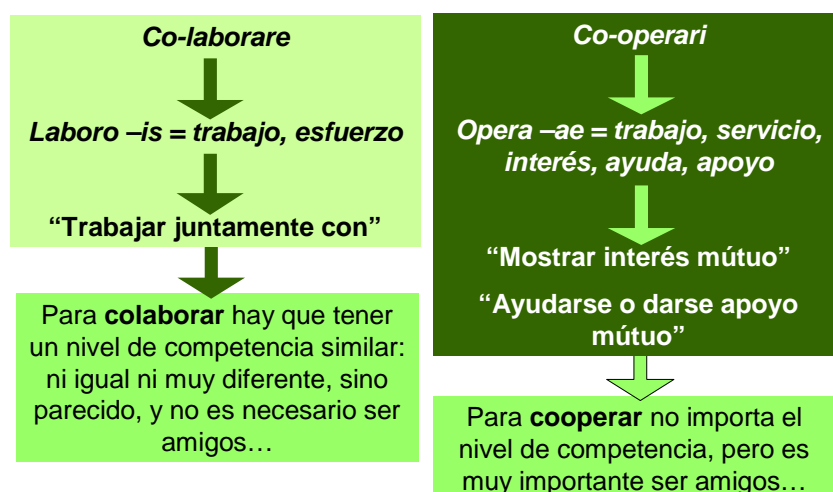 Co-laborare
Laboro –is = trabajo, esfuerzo
“Trabajar juntamente con”
Para colaborar hay que tener
un nivel de competencia similar:
ni igual ni muy diferente, sino
parecido, y no es necesario ser
amigos…
Co-operari
Opera –ae = trabajo, servicio,
interés, ayuda, apoyo
“Mostrar interés mútuo”
“Ayudarse o darse apoyo
mútuo”
Para cooperar no importa el
nivel de competencia, pero es
muy importante ser amigos…